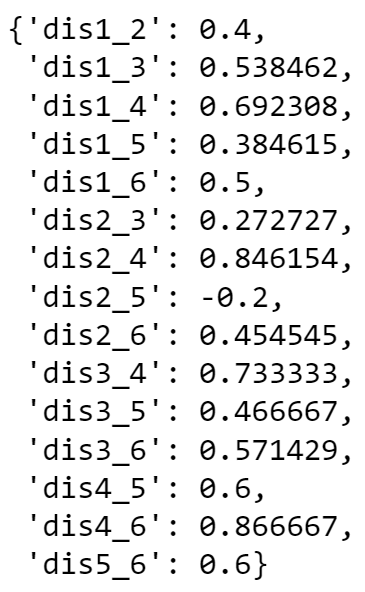 {'dis1_2': 0.4,
'dis1_3': 0.538462,
'dis1_4': 0.692308,
'dis1_5': 0.384615,
'dis1_6': 0.5,
'dis2_3': 0.272727,
'dis2_4': 0.846154,
'dis2_5': -0.2,
'dis2_6': 0.454545,
'dis3_4': 0.733333,
'dis3_5': 0.466667,
'dis3_6': 0.571429,
'dis4_5': 0.6,
'dis4_6': 0.866667,
'dis5_6': 0.6}